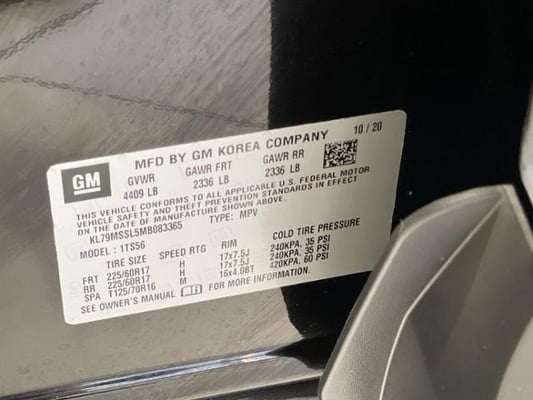 GM
MFD BY GM KOREA COMPANY 10 / 20
GVWR GAWR FRT GAWR RR
4409 LB 2336 LB 2336 LB
THIS VEHICLE CONFORMS TO ALL APPLICABLE U.S. FEDERAL MOTOR
VEHICLE SAFETY AND THEFT PREVENTION STANDARDS IN EFFECT
ON THE DATE OF MANUFACTURE SHOWN ABOVE.
KL79MSSL5MB083365 TYPE: MPV
MODEL : 1TS56
TIRE SIZE SPEED RTG RIM COLD TIRE PRESSURE
FRT 225/60R17 H 17x7.5J 240KPA, 35 PSI
RR 225/60R17 H 17x7.5J 240KPA, 35 PSI
SPA T125/70R16 M 16x4.0BT 420KPA, 60 PSI
SEE OWNER'S MANUAL FOR MORE INFORMATION